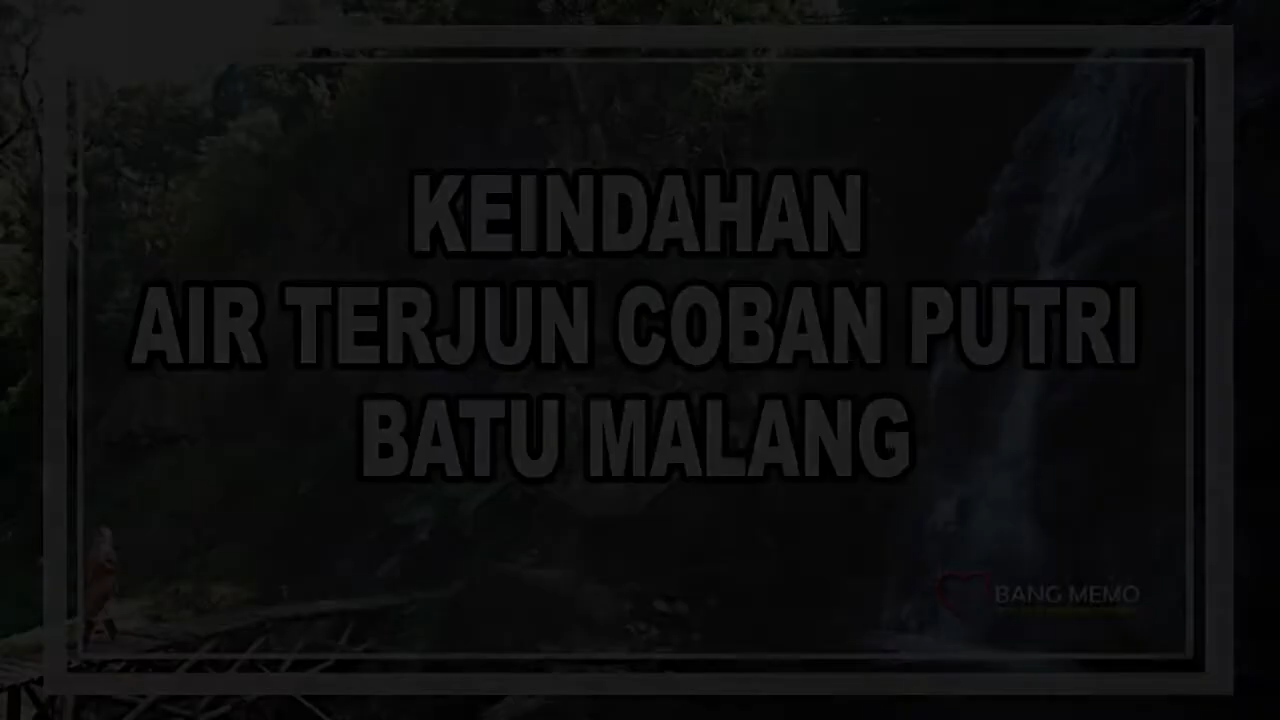 KEINDAHAN
AIR TERJUN COBAN PUTRI
BATU MALANG
BANG MEMO